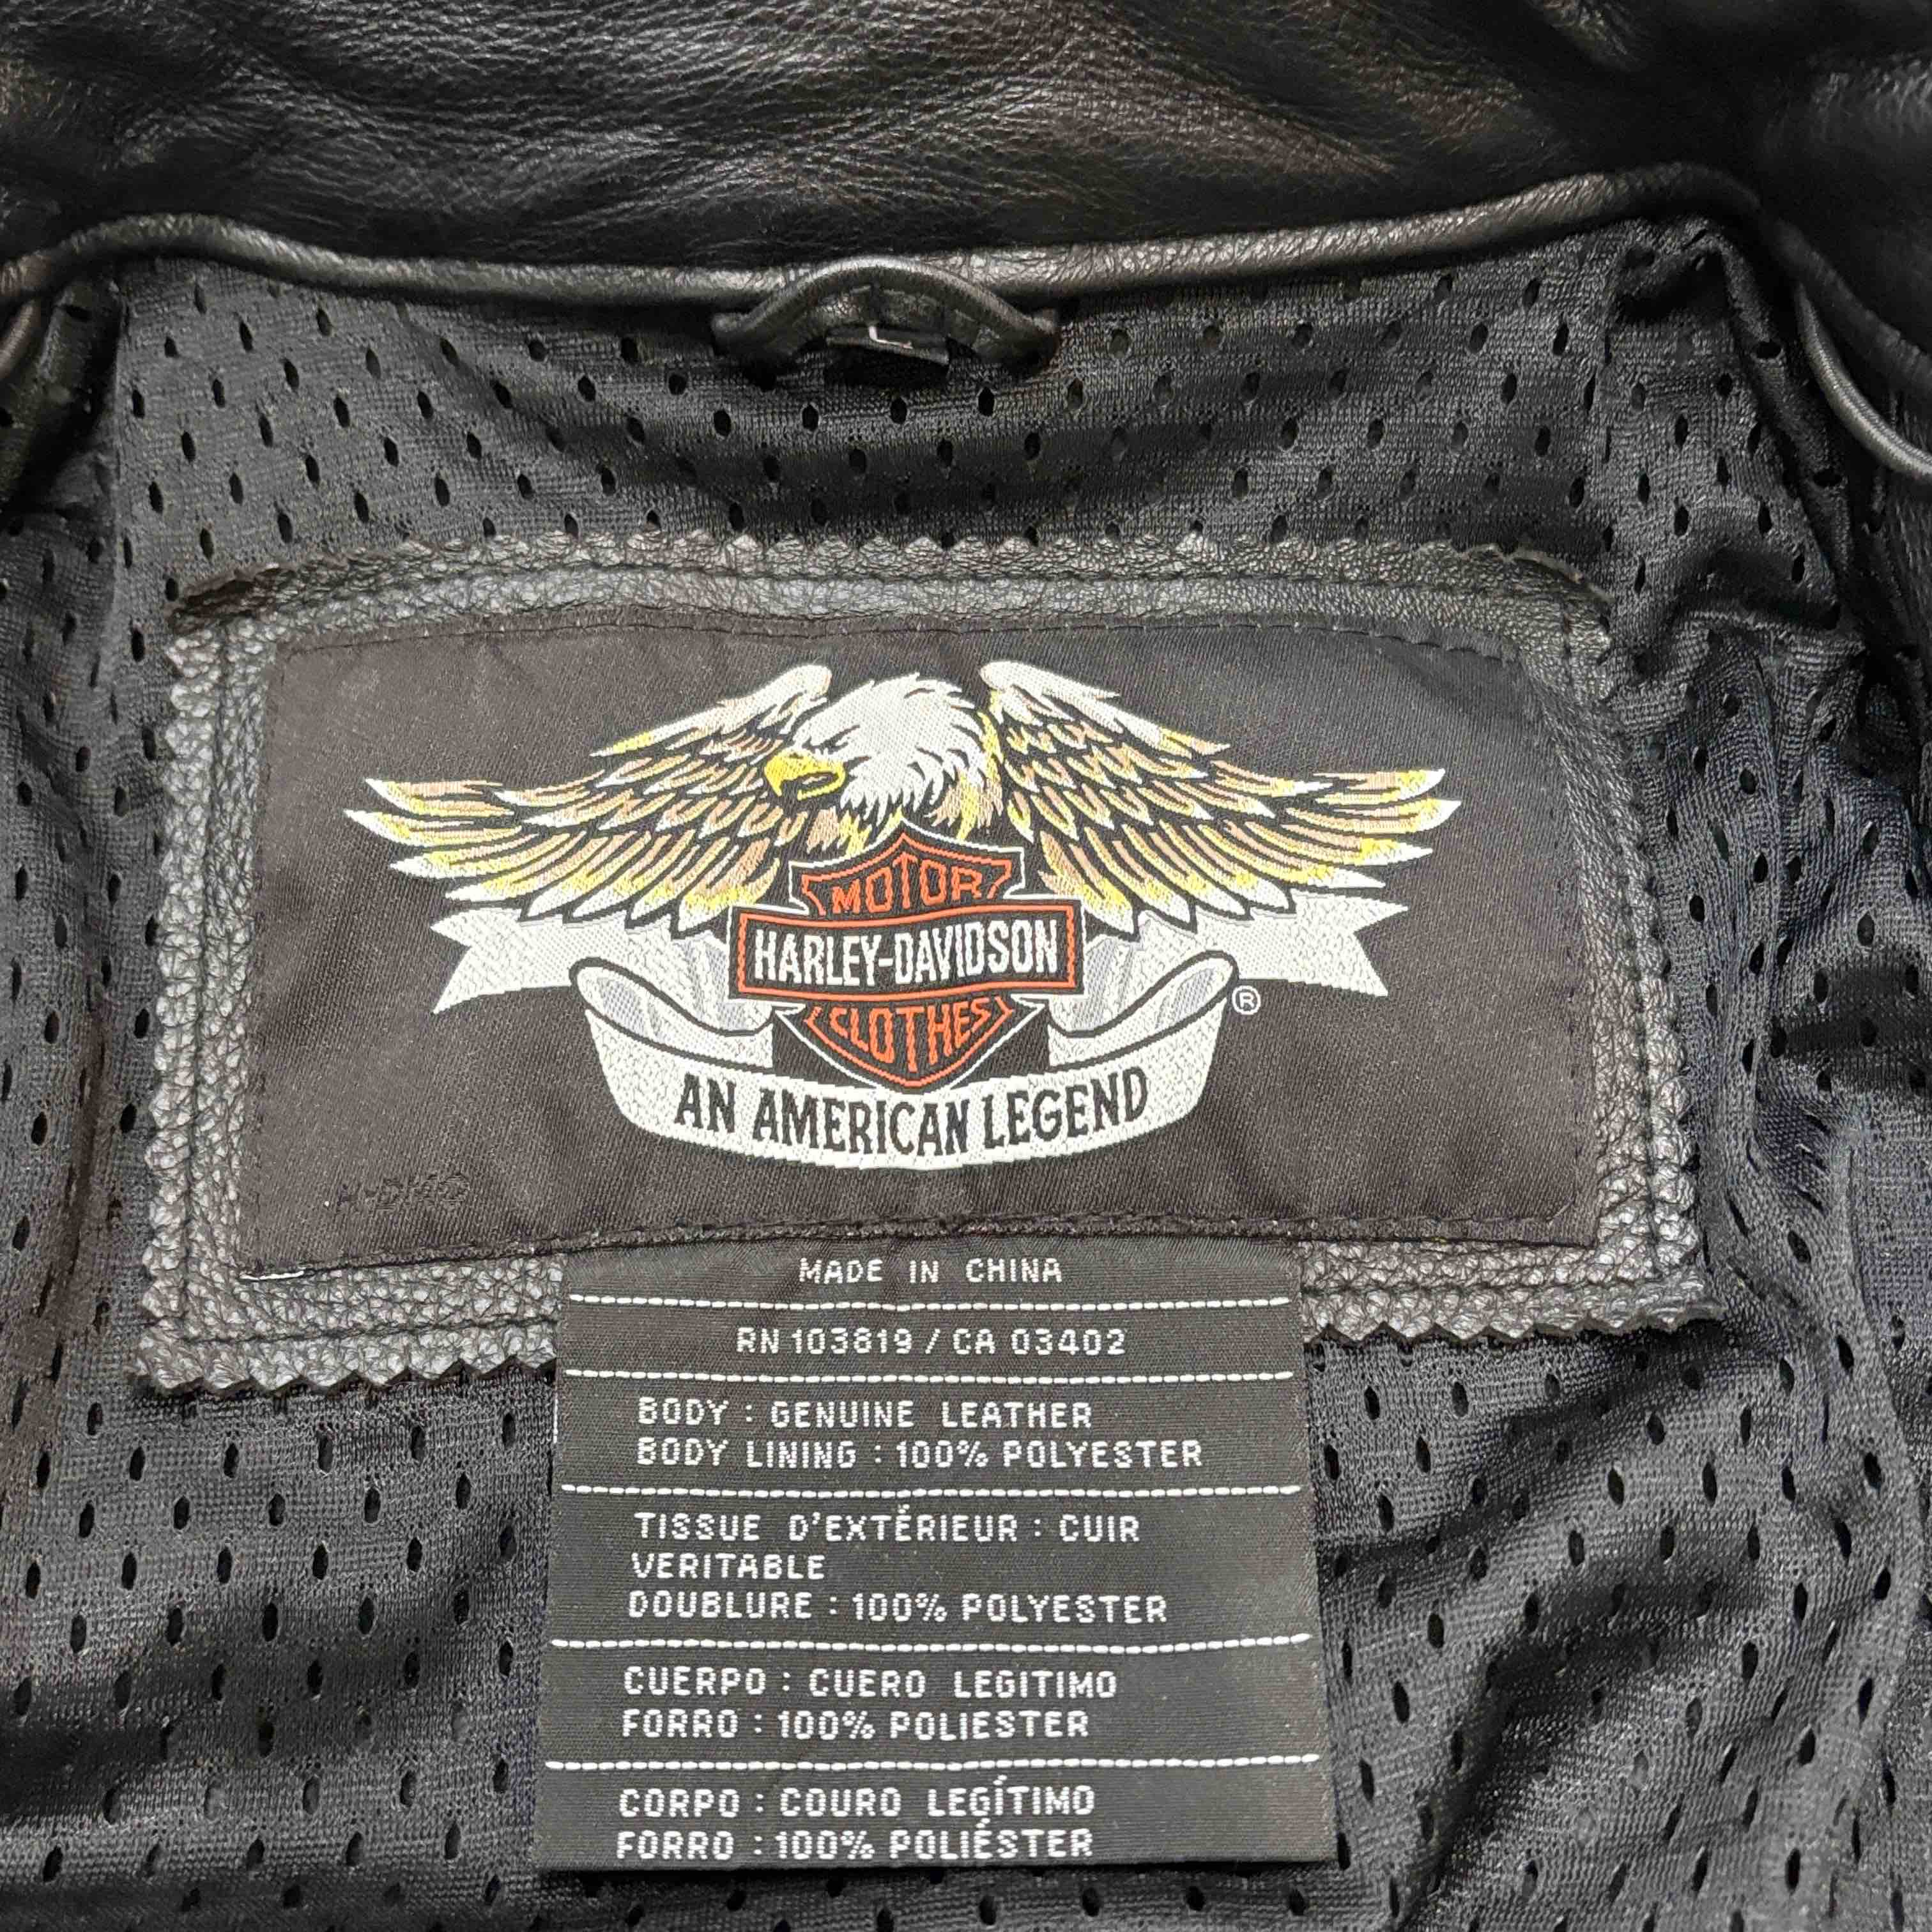 MOTOR
HARLEY-DAVIDSON
CLOTHES
®
AN AMERICAN LEGEND
MADE IN CHINA
RN 103819 / CA 03402
BODY : GENUINE LEATHER
BODY LINING : 100% POLYESTER
TISSUE D'EXTÉRIEUR : CUIR
VERITABLE
DOUBLURE : 100% POLYESTER
CUERPO : CUERO LEGITIMO
FORRO : 100% POLIESTER
CORPO : COURO LEGÍTIMO
FORRO : 100% POLIÉSTER